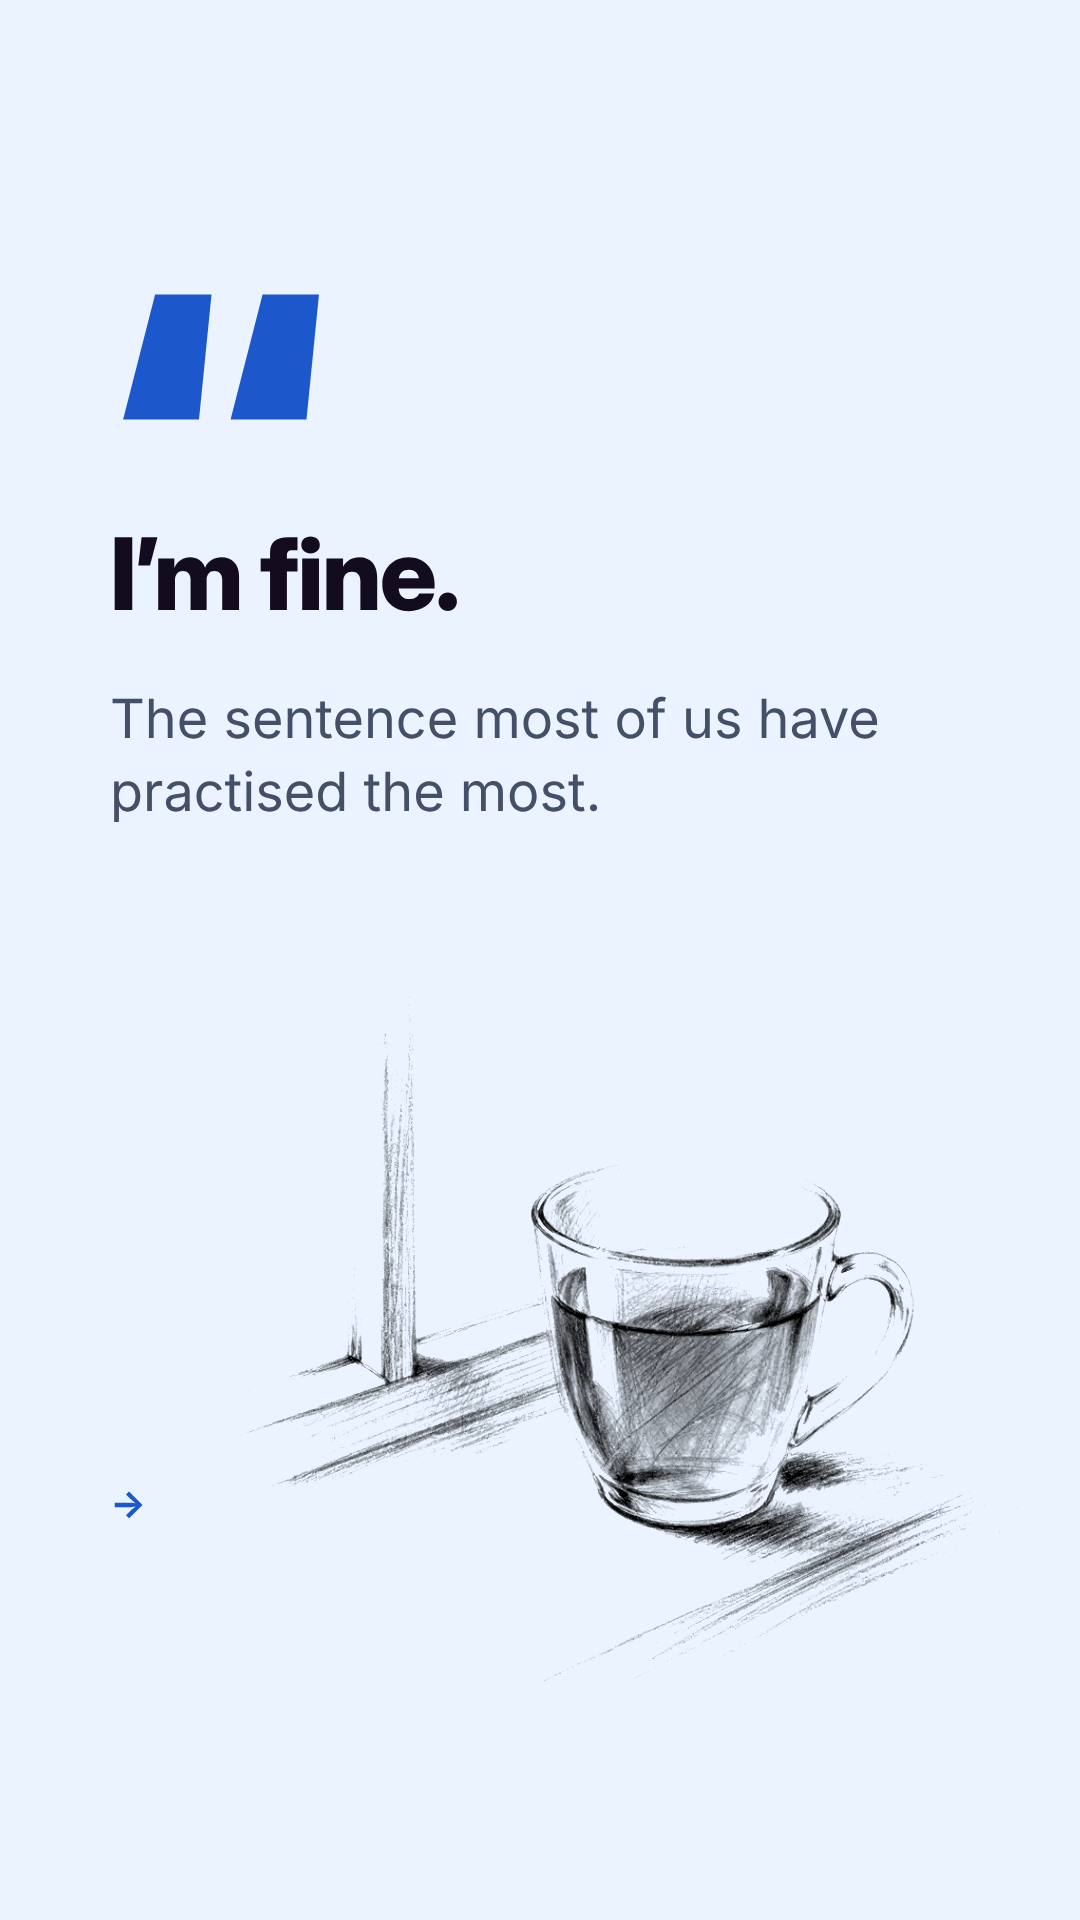 "
I’m fine.
The sentence most of us have
practised the most.
→